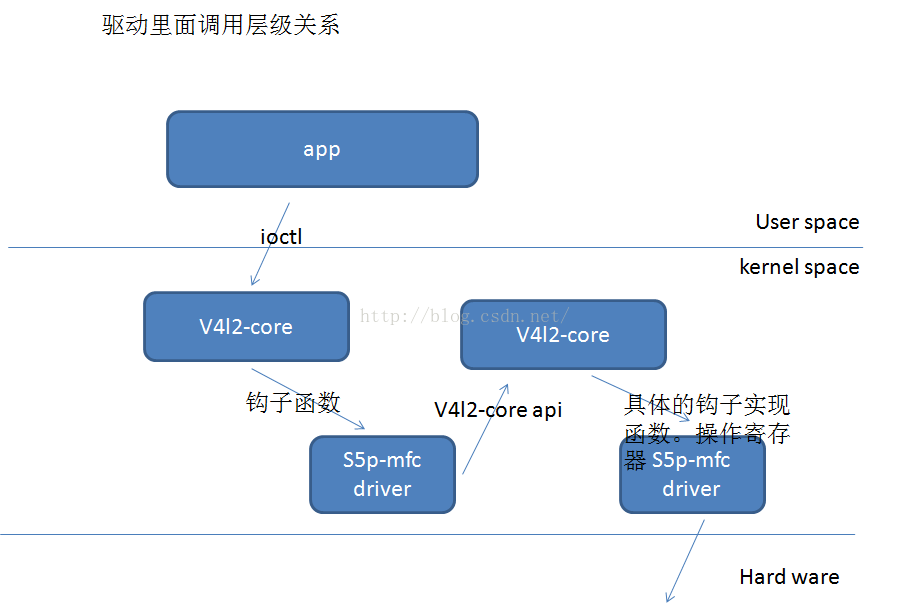 驱动里面调用层级关系
app
User space
ioctl
kernel space
http://blog.csdn.net/
V4l2-core
V4l2-core
钩子函数
V4l2-core api
具体的钩子实现
函数。操作寄存
器
S5p-mfc
driver
S5p-mfc
driver
Hard ware